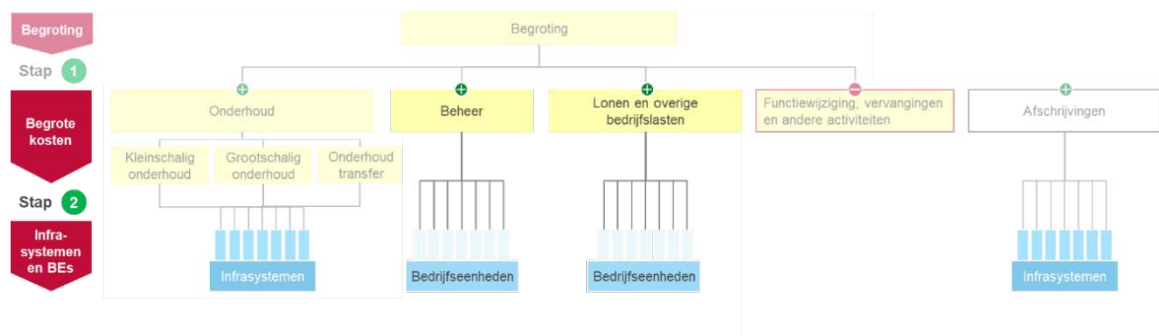 Begroting
Begroting
Stap 1
Begrote
kosten
Onderhoud
Beheer
Lonen en overige
bedrijfslasten
Functiewijziging, vervangingen
en andere activiteiten
Afschrijvingen
Kleinschalig
onderhoud
Grootschalig
onderhoud
Onderhoud
transfer
Stap 2
Infra-
systemen
en BEs
Infrasystemen
Bedrijfseenheden
Bedrijfseenheden
Infrasystemen